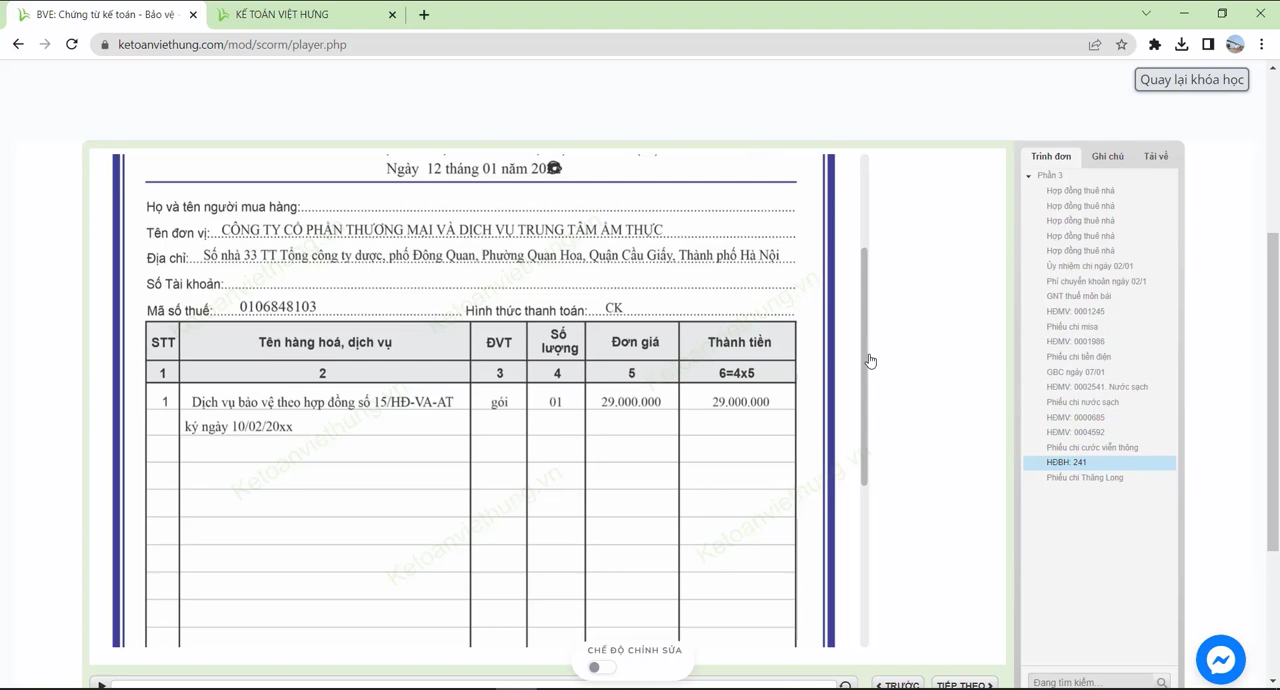 BVE: Chứng từ kế toán - Bảo vệ -
KẾ TOÁN VIỆT HƯNG
ketoanviethung.com/mod/scorm/player.php
Quay lại khóa học
Ngày 12 tháng 01 năm
Họ và tên người mua hàng:
Tên đơn vị: CÔNG TY CỔ PHẦN THƯƠNG MẠI VÀ DỊCH VỤ TRUNG TÂM ẨM THỰC
Địa chỉ: Số nhà 33 TT Tổng công ty dược, phố Đông Quan, Phường Quan Hoa, Quận Cầu Giấy, Thành phố Hà Nội
Số Tài khoản:
Mã số thuế: 0106848103 Hình thức thanh toán: CK
STT Tên hàng hoá, dịch vụ ĐVT Số lượng Đơn giá Thành tiền
1 2 3 4 5 6=4x5
1 Dịch vụ bảo vệ theo hợp đồng số 15/HĐ-VA-AT gói 01 29.000.000 29.000.000
ký ngày 10/02/20xx
Ketoanviethung.vn
Ketoanviethung.vn
Ketoanviethung.vn
CHẾ ĐỘ CHỈNH SỬA
TRƯỚC TIẾP THEO
Trình đơn Ghi chú Tải về
Phần 3
Hợp đồng thuê nhà
Hợp đồng thuê nhà
Hợp đồng thuê nhà
Hợp đồng thuê nhà
Hợp đồng thuê nhà
Ủy nhiệm chi ngày 02/01
Phí chuyển khoản ngày 02/1
GNT thuế môn bài
HĐMV: 0001245
Phiếu chi misa
HĐMV: 0001986
Phiếu chi tiền điện
GBC ngày 07/01
HĐMV: 0002541. Nước sạch
Phiếu chi nước sạch
HĐMV: 0000685
HĐMV: 0004592
Phiếu chi cước viễn thông
HĐBH: 241
Phiếu chi Thăng Long
Đang tìm kiếm...